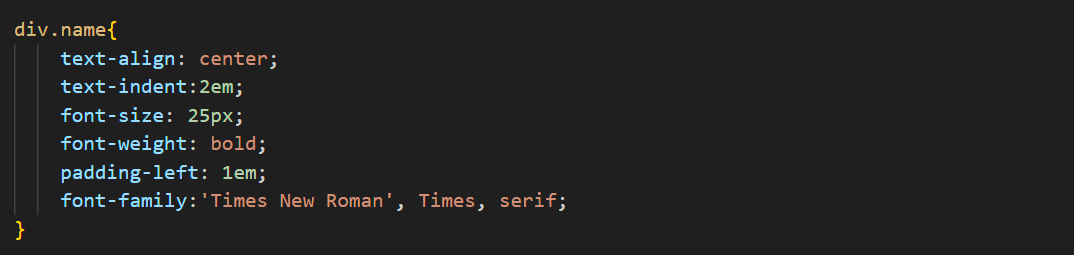 div.name{
    text-align: center;
    text-indent:2em;
    font-size: 25px;
    font-weight: bold;
    padding-left: 1em;
    font-family:'Times New Roman', Times, serif;
}